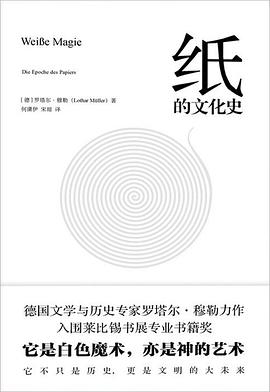 Weiße Magie
Die Epoche des Papiers
纸
的文化史
[德]罗塔尔·穆勒(Lothar Müller) 著
何潇伊 宋琼 译
德国文学与历史专家罗塔尔·穆勒力作
入围莱比锡书展专业书籍奖
它是白色魔术，亦是神的艺术
它不只是历史，更是文明的大未来